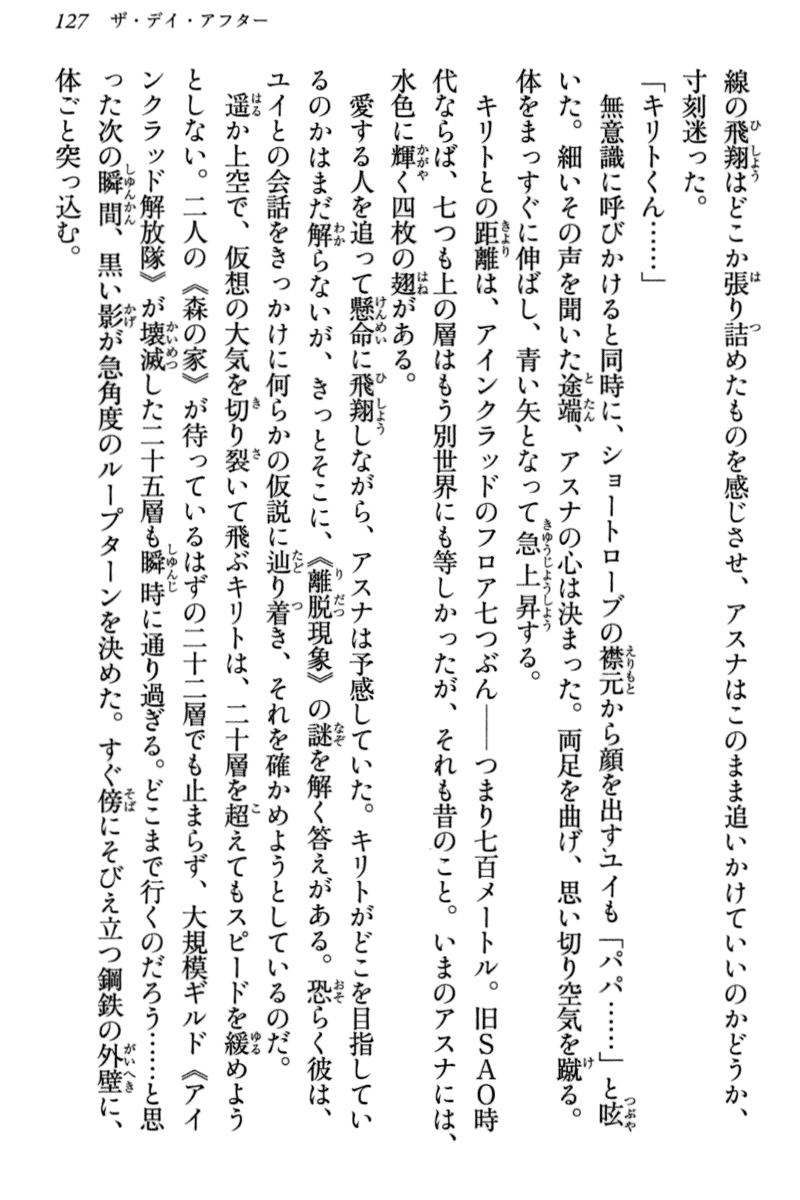 127 ザ・デイ・アフター
線の飛翔はどこか張り詰めたものを感じさせ、アスナはこのまま追いかけていいのかどうか、
寸刻迷った。
「キリトくん……」
無意識に呼びかけると同時に、ショートローブの襟元から顔を出すユイも「パパ……」と呟
いた。細いその声を聞いた途端、アスナの心は決まった。両足を曲げ、思い切り空気を蹴る。
体をまっすぐに伸ばし、青い矢となって急上昇する。
キリトとの距離は、アインクラッドのフロア七つぶん――つまり七百メートル。旧SAO時
代ならば、七つも上の層はもう別世界にも等しかったが、それも昔のこと。いまのアスナには、
水色に輝く四枚の翅がある。
愛する人を追って懸命に飛翔しながら、アスナは予感していた。キリトがどこを目指してい
るのかはまだ解らないが、きっとそこに、《離脱現象》の謎を解く答えがある。恐らく彼は、
ユイとの会話をきっかけに何らかの仮説に辿り着き、それを確かめようとしているのだ。
遥か上空で、仮想の大気を切り裂いて飛ぶキリトは、二十層を超えてもスピードを緩めよう
としない。二人の《森の家》が待っているはずの二十二層でも止まらず、大規模ギルド《アイ
ンクラッド解放隊》が壊滅した二十五層も瞬時に通り過ぎる。どこまで行くのだろう……と思
った次の瞬間、黒い影が急角度のループターンを決めた。すぐ傍にそびえ立つ鋼鉄の外壁に、
体ごと突っ込む。